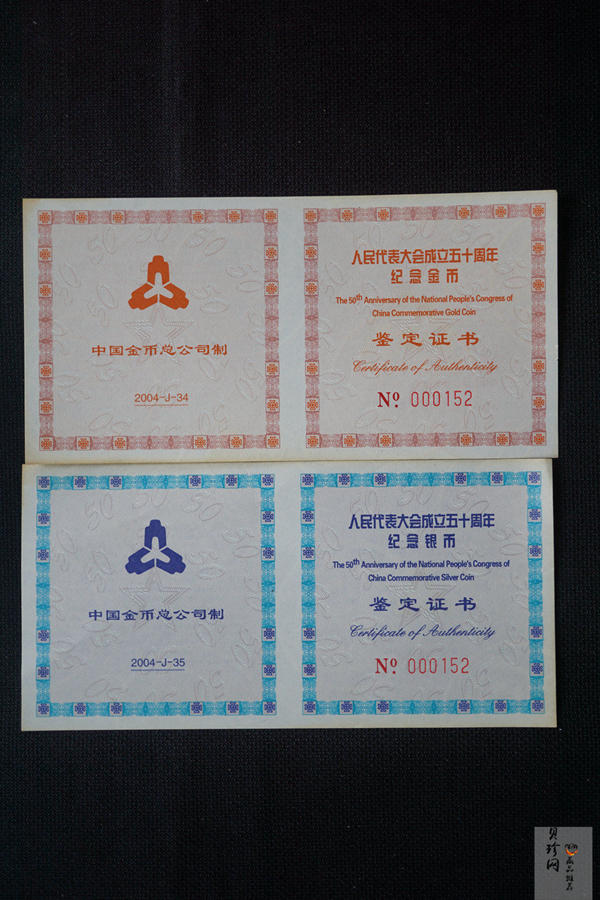 中国金币总公司制
2004-J-34
人民代表大会成立五十周年
纪念金币
The 50th Anniversary of the National People's Congress of
China Commemorative Gold Coin
鉴定证书
Certificate of Authenticity
Nº 000152
中国金币总公司制
2004-J-35
人民代表大会成立五十周年
纪念银币
The 50th Anniversary of the National People's Congress of
China Commemorative Silver Coin
鉴定证书
Certificate of Authenticity
Nº 000152
贝珍网